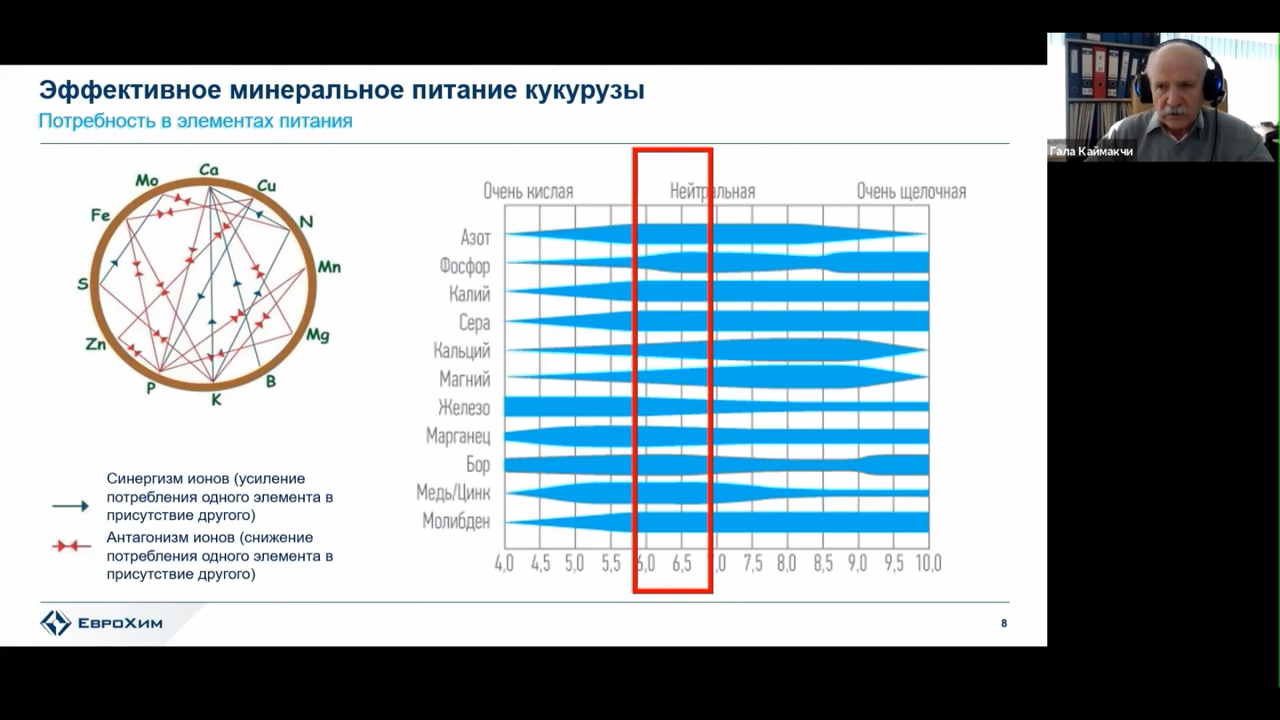 Эффективное минеральное питание кукурузы
Потребность в элементах питания
Гала Каймакчи
Ca
Mo
Cu
Fe
N
Mn
S
Mg
Zn
B
P
K
Синергизм ионов (усиление
потребления одного элемента в
присутствие другого)
Антагонизм ионов (снижение
потребления одного элемента в
присутствие другого)
Очень кислая
Нейтральная
Очень щелочная
Азот
Фосфор
Калий
Сера
Кальций
Магний
Железо
Марганец
Бор
Медь/Цинк
Молибден
4,0 4,5 5,0 5,5 6,0 6,5 7,0 7,5 8,0 8,5 9,0 9,5 10,0
ЕвроХим
8